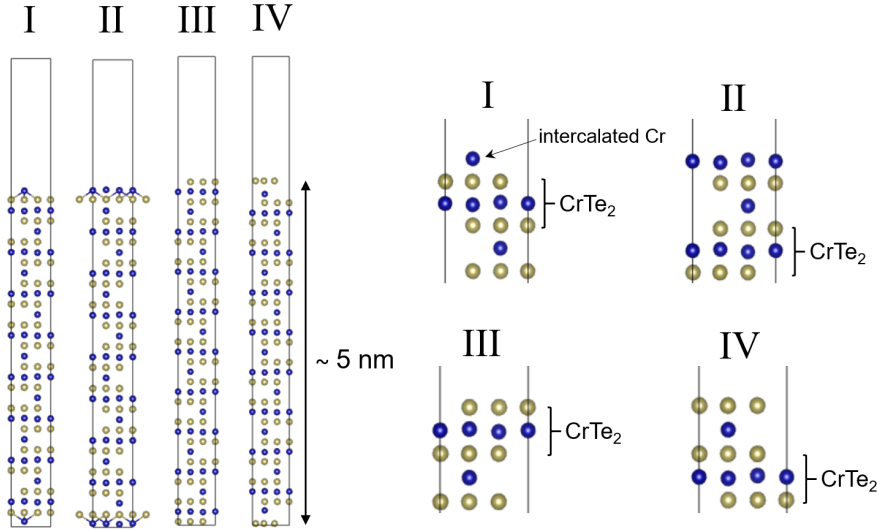 I II III IV
~ 5 nm
I
intercalated Cr
CrTe₂
II
CrTe₂
III
CrTe₂
IV
CrTe₂